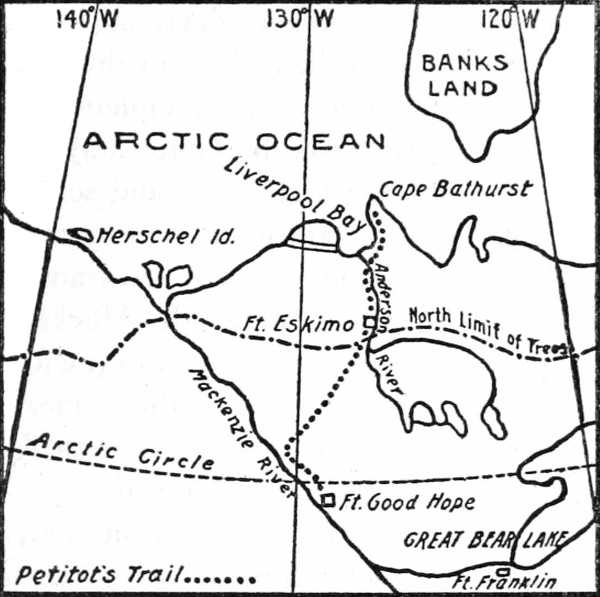 140°W
130°W
120°W
BANKS
LAND
ARCTIC OCEAN
Liverpool Bay
Cape Bathurst
Herschel Id.
Anderson
River
Ft. Eskimo
North Limit of Trees
Mackenzie
River
Arctic Circle
Ft. Good Hope
GREAT BEAR LAKE
Ft. Franklin
Petitot's Trail.......